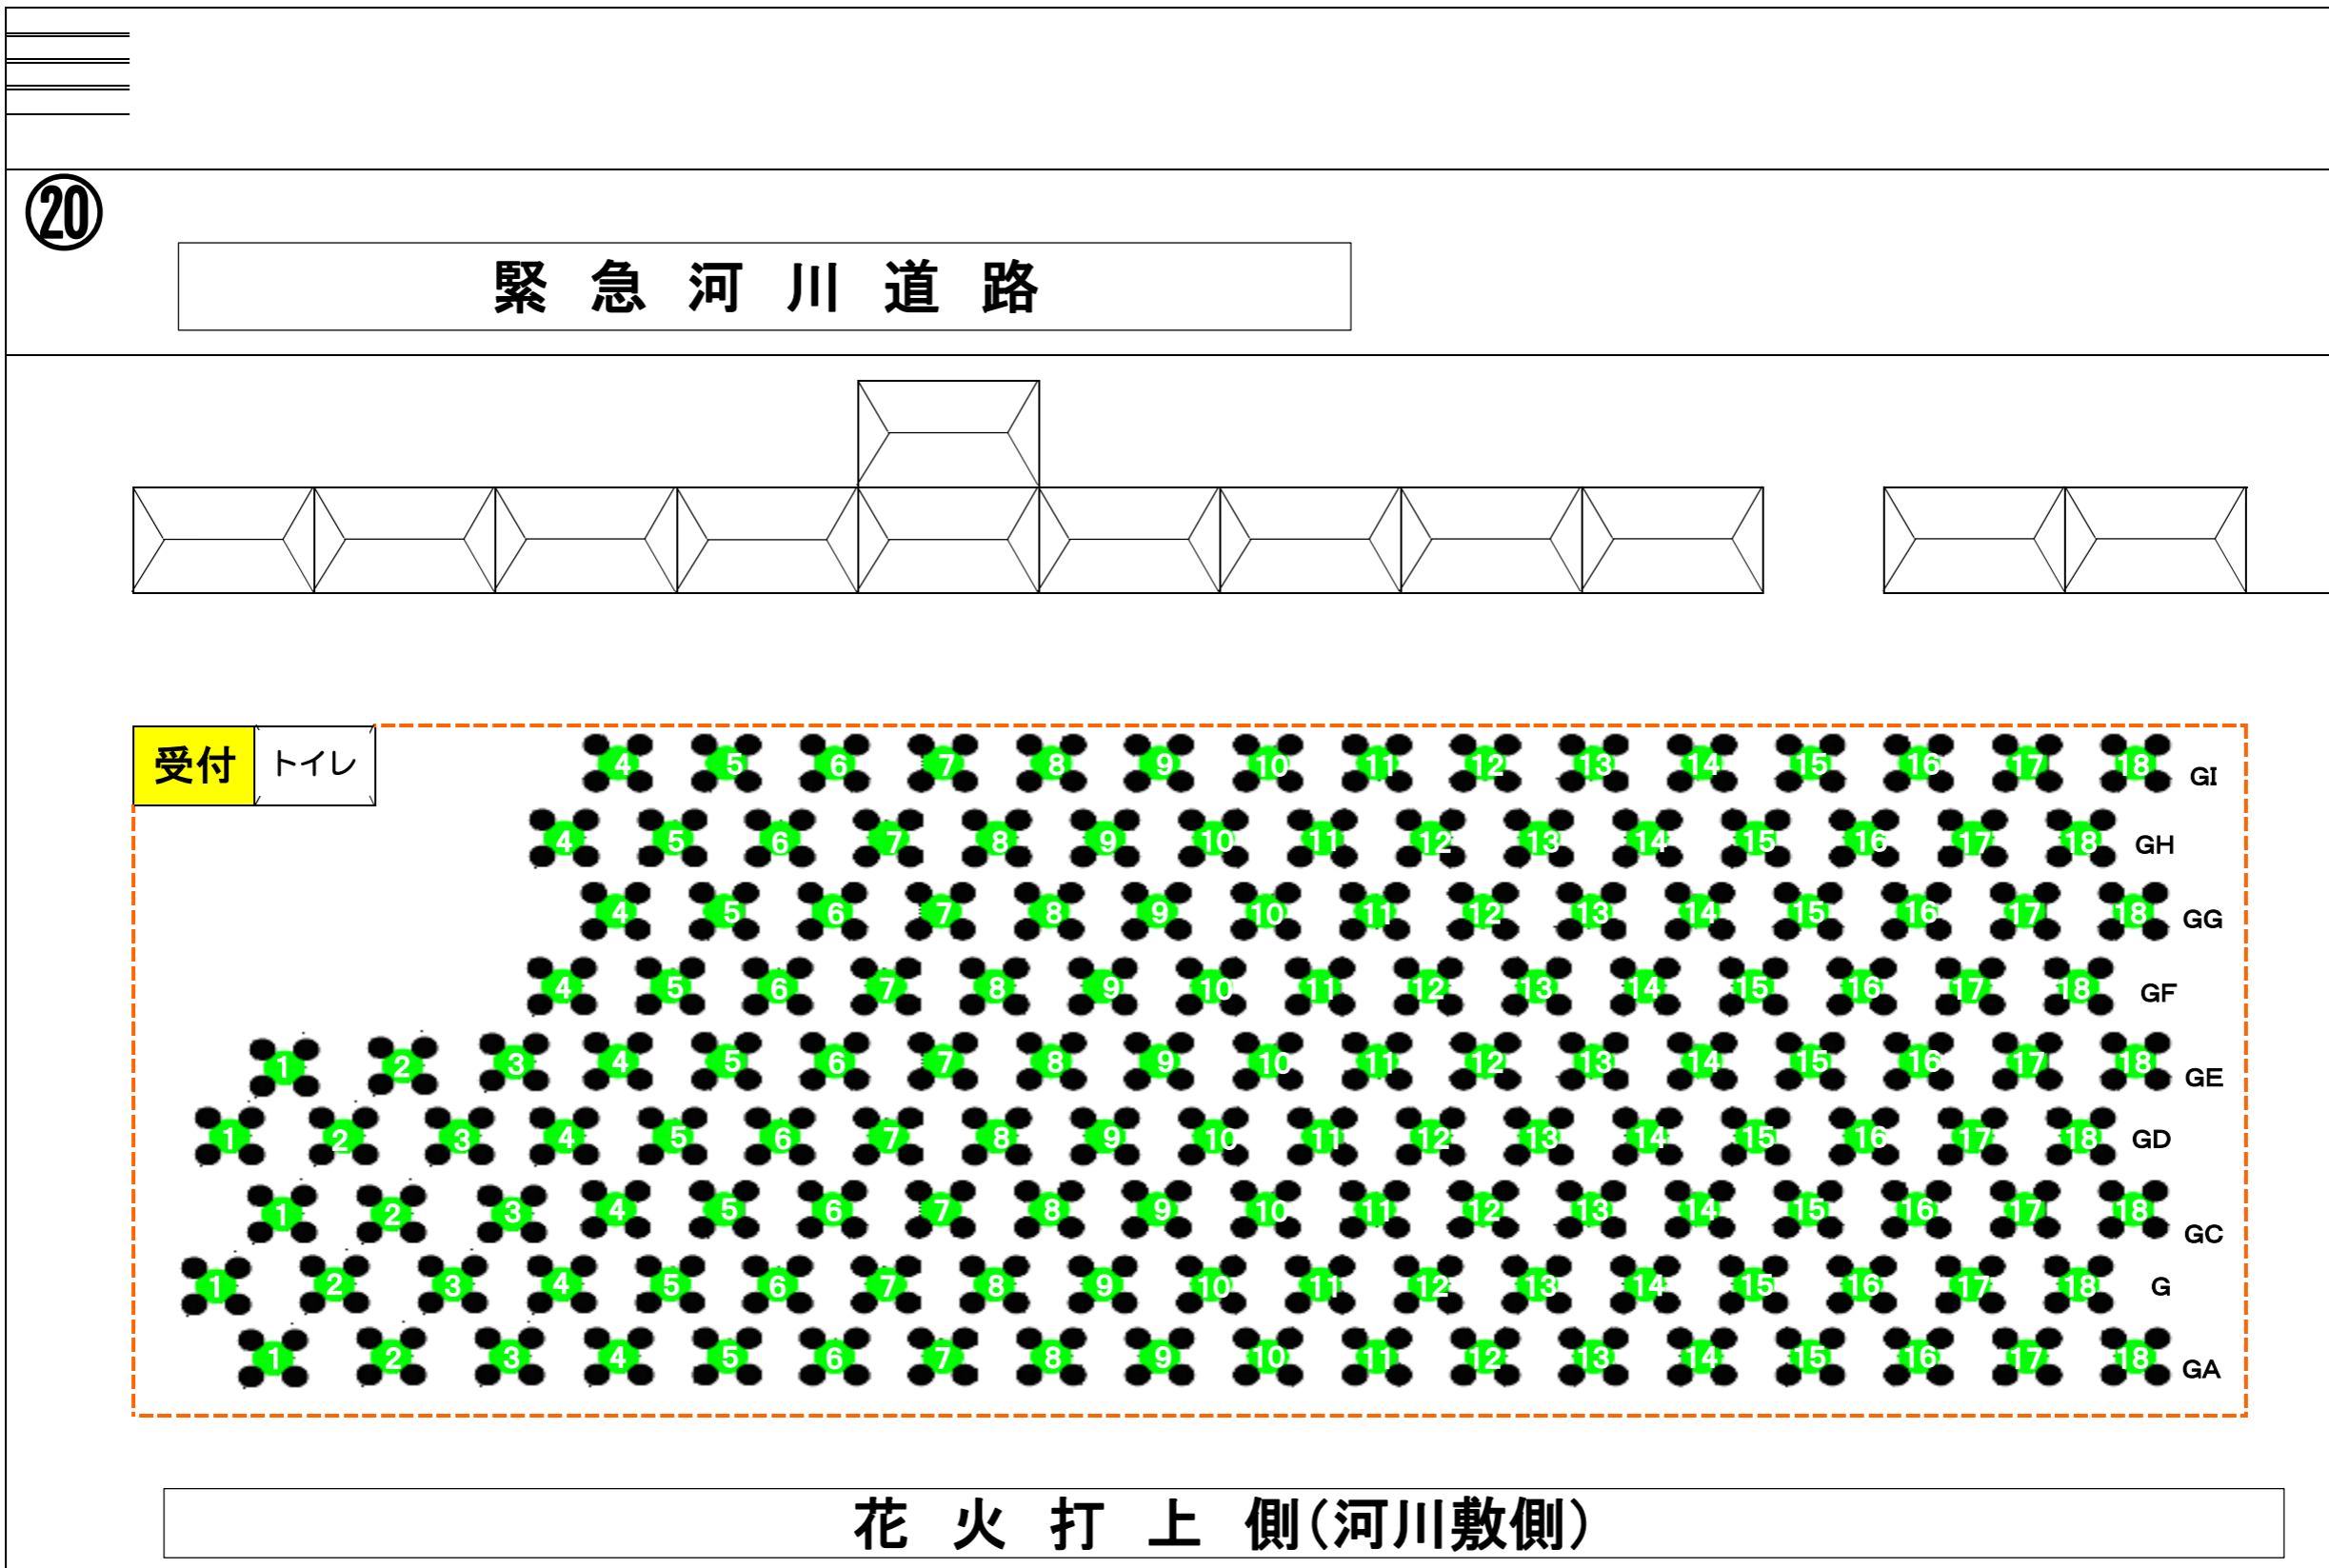 ⑳
緊急河川道路
受付 トイレ
4 5 6 7 8 9 10 11 12 13 14 15 16 17 18 GI
4 5 6 7 8 9 10 11 12 13 14 15 16 17 18 GH
4 5 6 7 8 9 10 11 12 13 14 15 16 17 18 GG
4 5 6 7 8 9 10 11 12 13 14 15 16 17 18 GF
1 2 3 4 5 6 7 8 9 10 11 12 13 14 15 16 17 18 GE
1 2 3 4 5 6 7 8 9 10 11 12 13 14 15 16 17 18 GD
1 2 3 4 5 6 7 8 9 10 11 12 13 14 15 16 17 18 GC
1 2 3 4 5 6 7 8 9 10 11 12 13 14 15 16 17 18 G
1 2 3 4 5 6 7 8 9 10 11 12 13 14 15 16 17 18 GA
花火打上側(河川敷側)